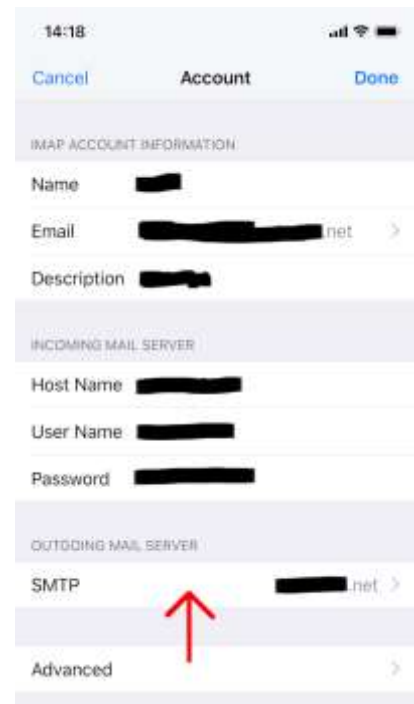 14:18
Cancel Account Done
IMAP ACCOUNT INFORMATION
Name
Email .net
Description
INCOMING MAIL SERVER
Host Name
User Name
Password
OUTGOING MAIL SERVER
SMTP .net
Advanced